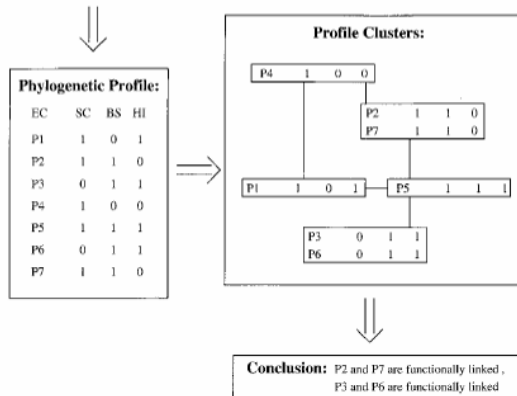 Phylogenetic Profile:
EC SC BS HI
P1 1 0 1
P2 1 1 0
P3 0 1 1
P4 1 0 0
P5 1 1 1
P6 0 1 1
P7 1 1 0
Profile Clusters:
P4 1 0 0
P2 1 1 0
P7 1 1 0
P1 1 0 1
P5 1 1 1
P3 0 1 1
P6 0 1 1
Conclusion: P2 and P7 are functionally linked ,
P3 and P6 are functionally linked